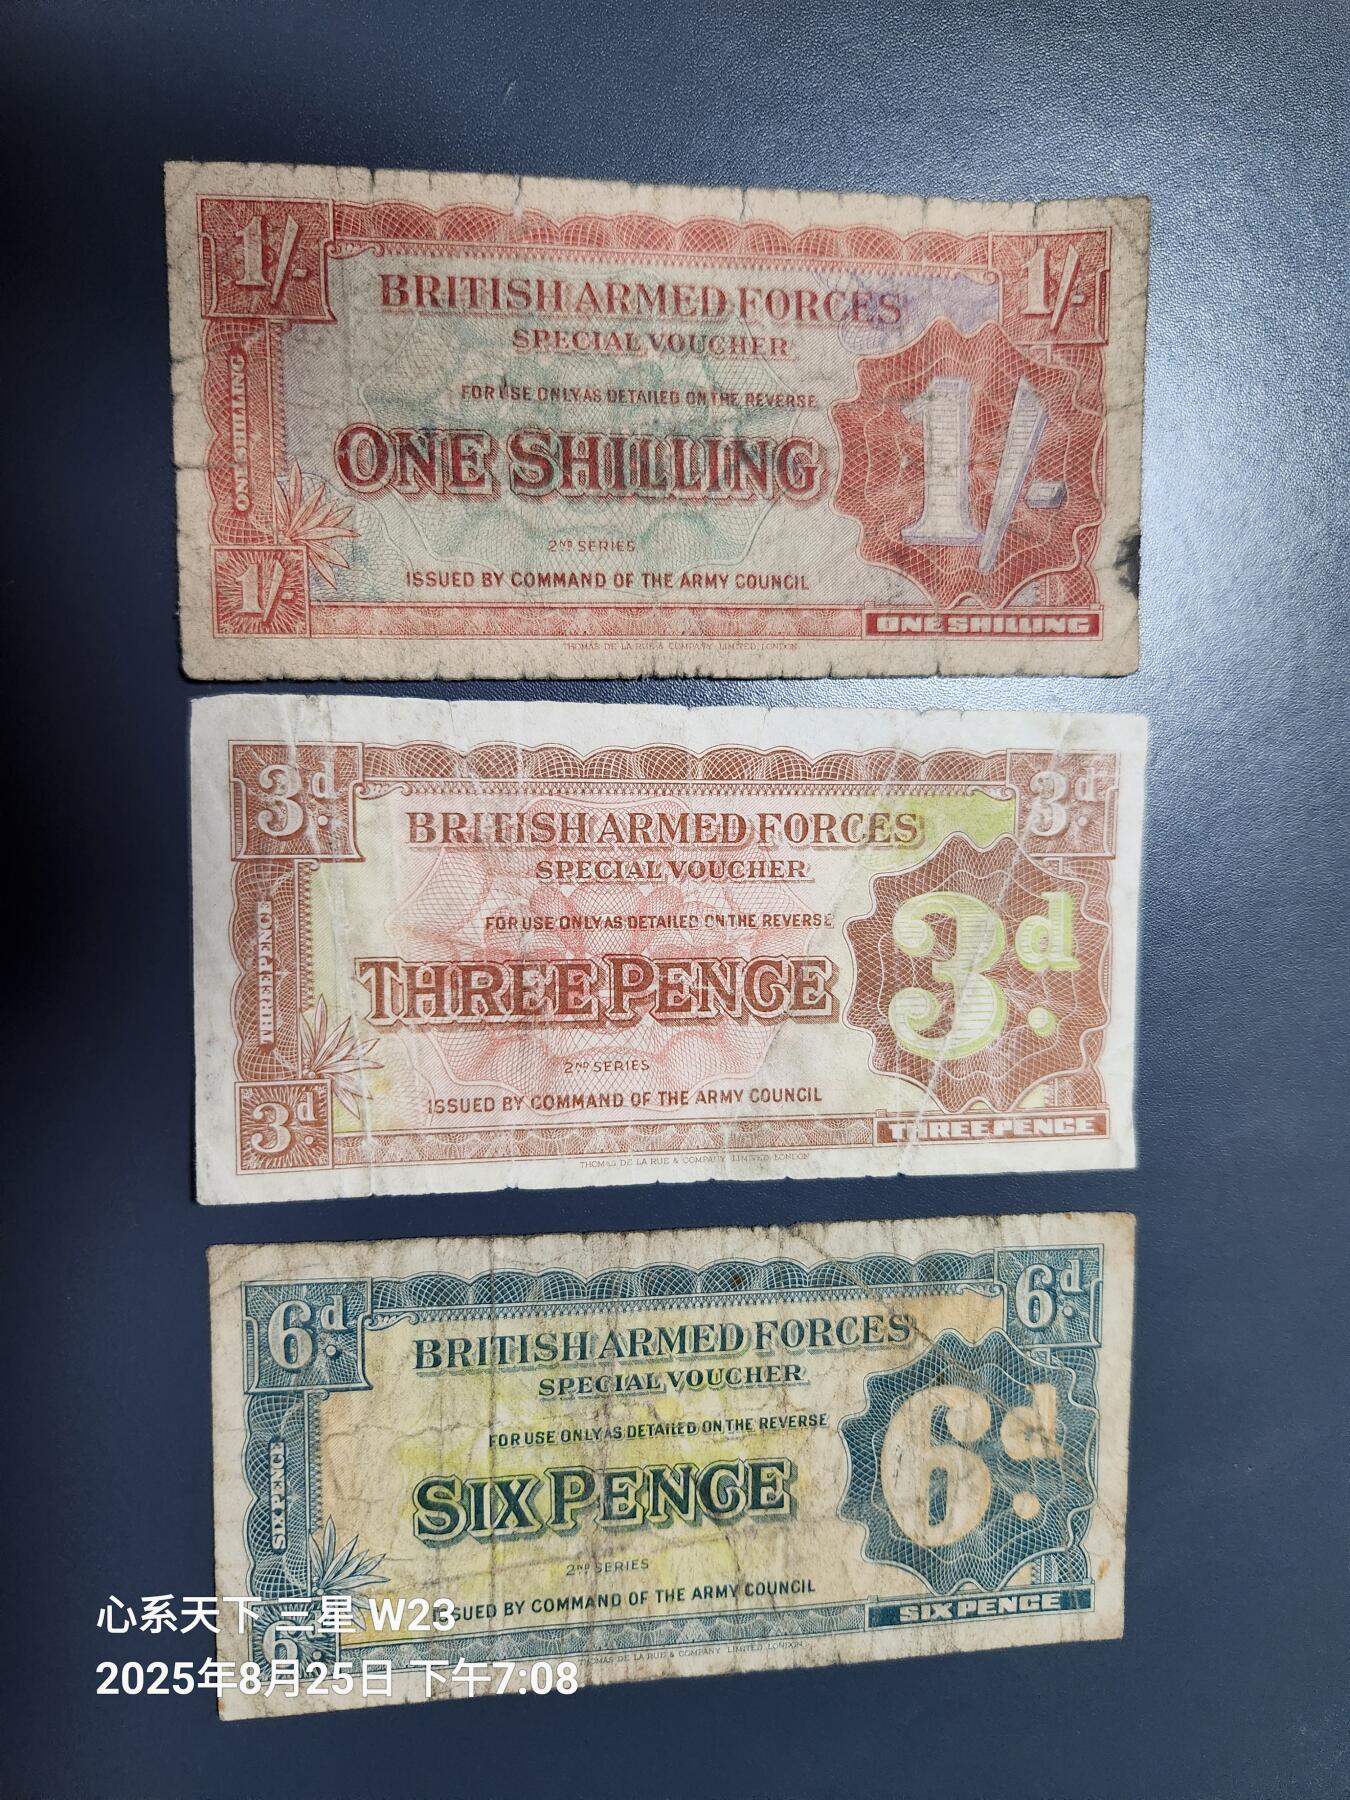 1/-
1/-
BRITISH ARMED FORCES
SPECIAL VOUCHER
FOR USE ONLY AS DETAILED ON THE REVERSE
ONE SHILLING
1/-
ONE SHILLING
2ND SERIES
ISSUED BY COMMAND OF THE ARMY COUNCIL
1/-
ONE SHILLING
THOMAS DE LA RUE & COMPANY LIMITED, LONDON
3d.
3d.
BRITISH ARMED FORCES
SPECIAL VOUCHER
FOR USE ONLY AS DETAILED ON THE REVERSE
THREE PENCE
3d.
THREE PENCE
2ND SERIES
ISSUED BY COMMAND OF THE ARMY COUNCIL
3d.
THREE PENCE
THOMAS DE LA RUE & COMPANY LIMITED, LONDON
6d.
6d.
BRITISH ARMED FORCES
SPECIAL VOUCHER
FOR USE ONLY AS DETAILED ON THE REVERSE
SIX PENCE
6d.
SIX PENCE
2ND SERIES
SUED BY COMMAND OF THE ARMY COUNCIL
6
SIX PENCE
THOMAS DE LA RUE & COMPANY LIMITED, LONDON
心系天下 三星 W23
2025年8月25日 下午7:08